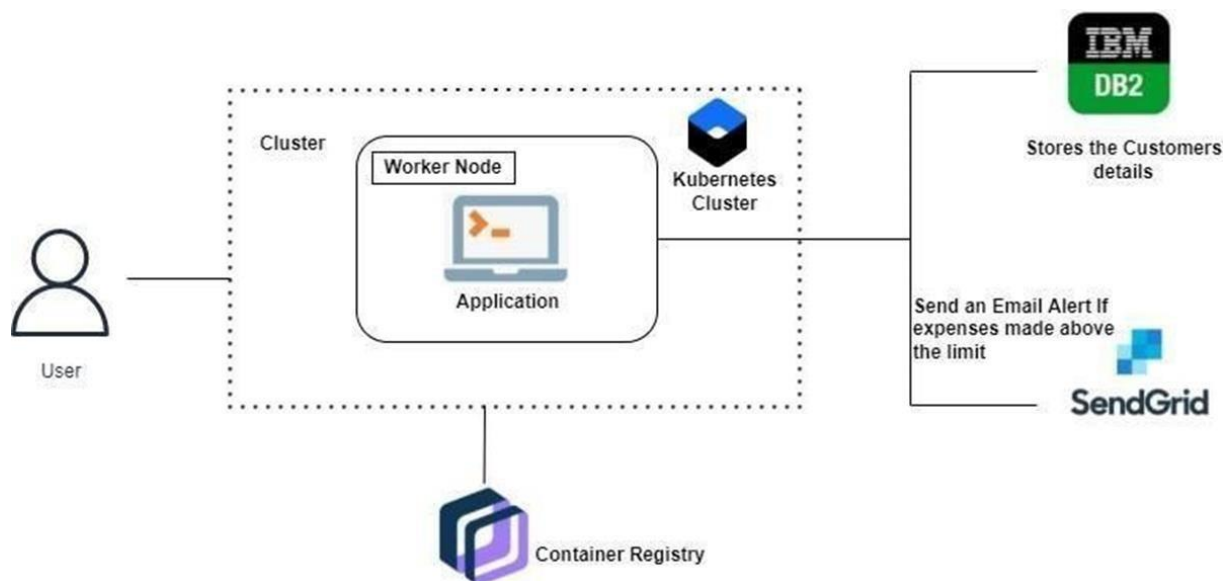 IBM
DB2
Stores the Customers
details
Cluster
Worker Node
Kubernetes
Cluster
Application
User
Send an Email Alert If
expenses made above
the limit
SendGrid
Container Registry